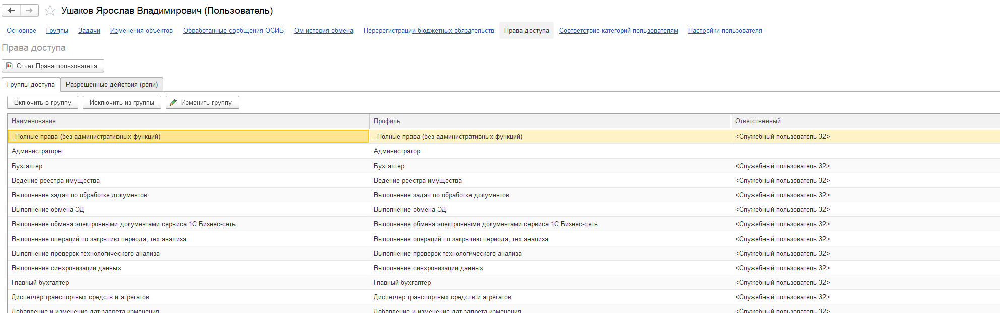 Ушаков Ярослав Владимирович (Пользователь)
Основное Группы Задачи Изменения объектов Обработанные сообщения ОСИБ Ом история обмена Перерегистрации бюджетных обязательств Права доступа Соответствие категорий пользователям Настройки пользователя
Права доступа
Отчет Права пользователя
Группы доступа Разрешенные действия (роли)
Включить в группу Исключить из группы Изменить группу
Наименование Профиль Ответственный
_Полные права (без административных функций) _Полные права (без административных функций) <Служебный пользователь 32>
Администраторы Администратор
Бухгалтер Бухгалтер <Служебный пользователь 32>
Ведение реестра имущества Ведение реестра имущества <Служебный пользователь 32>
Выполнение задач по обработке документов Выполнение задач по обработке документов <Служебный пользователь 32>
Выполнение обмена ЭД Выполнение обмена ЭД <Служебный пользователь 32>
Выполнение обмена электронными документами сервиса 1С:Бизнес-сеть Выполнение обмена электронными документами сервиса 1С:Бизнес-сеть <Служебный пользователь 32>
Выполнение операций по закрытию периода, тех.анализа Выполнение операций по закрытию периода, тех.анализа <Служебный пользователь 32>
Выполнение проверок технологического анализа Выполнение проверок технологического анализа <Служебный пользователь 32>
Выполнение синхронизации данных Выполнение синхронизации данных <Служебный пользователь 32>
Главный бухгалтер Главный бухгалтер <Служебный пользователь 32>
Диспетчер транспортных средств и агрегатов Диспетчер транспортных средств и агрегатов <Служебный пользователь 32>
Добавление и изменение дат запрета изменения Добавление и изменение дат запрета изменения <Служебный пользователь 32>